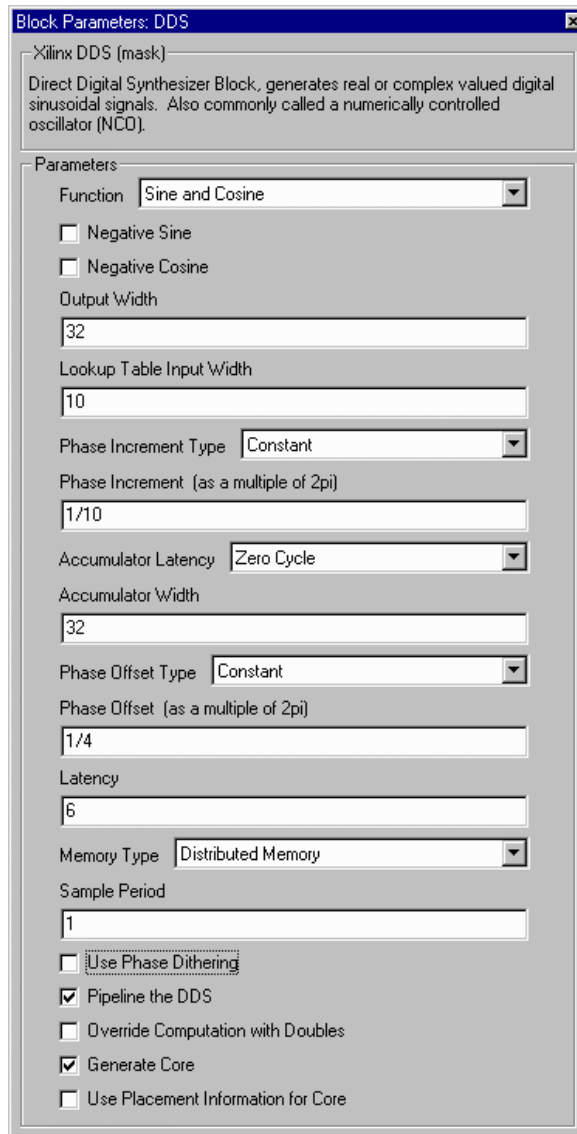 Block Parameters: DDS
Xilinx DDS (mask)
Direct Digital Synthesizer Block, generates real or complex valued digital
sinusoidal signals.  Also commonly called a numerically controlled
oscillator (NCO).
Parameters
Function Sine and Cosine
Negative Sine
Negative Cosine
Output Width
32
Lookup Table Input Width
10
Phase Increment Type Constant
Phase Increment  (as a multiple of 2pi)
1/10
Accumulator Latency Zero Cycle
Accumulator Width
32
Phase Offset Type Constant
Phase Offset  (as a multiple of 2pi)
1/4
Latency
6
Memory Type Distributed Memory
Sample Period
1
Use Phase Dithering
Pipeline the DDS
Override Computation with Doubles
Generate Core
Use Placement Information for Core